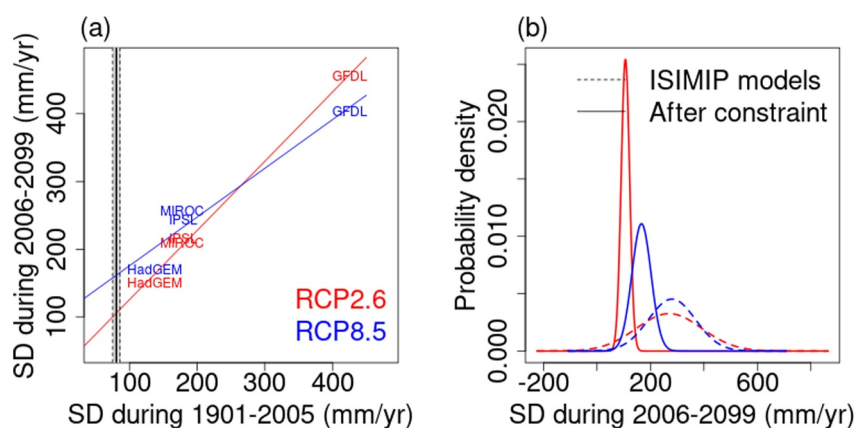 (a)
SD during 2006-2099 (mm/yr)
400
300
200
100
GFDL
GFDL
MIROC
IPSL
IPSL
MIROC
HadGEM
HadGEM
RCP2.6
RCP8.5
100 200 300 400
SD during 1901-2005 (mm/yr)
(b)
Probability density
0.020
0.010
0.000
ISIMIP models
After constraint
-200 200 600
SD during 2006-2099 (mm/yr)